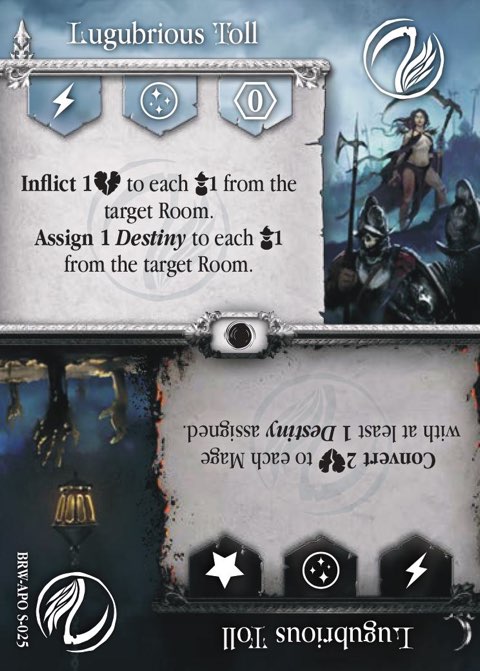 Lugubrious Toll
0
Inflict 1 to each 1 from the
target Room.
Assign 1 Destiny to each 1
from the target Room.
Lugubrious Toll
Convert 2 to each Mage
with at least 1 Destiny assigned.
BRW-APO S-025